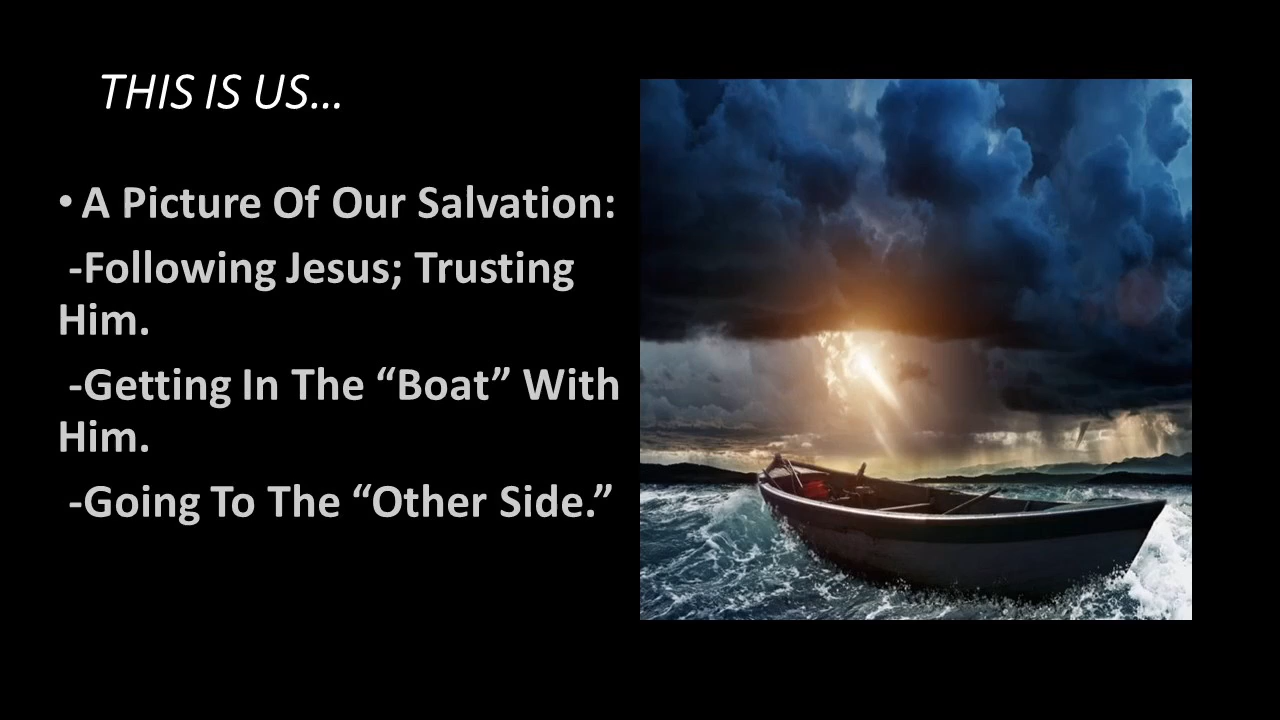 THIS IS US…
• A Picture Of Our Salvation:
-Following Jesus; Trusting
Him.
-Getting In The “Boat” With
Him.
-Going To The “Other Side.”